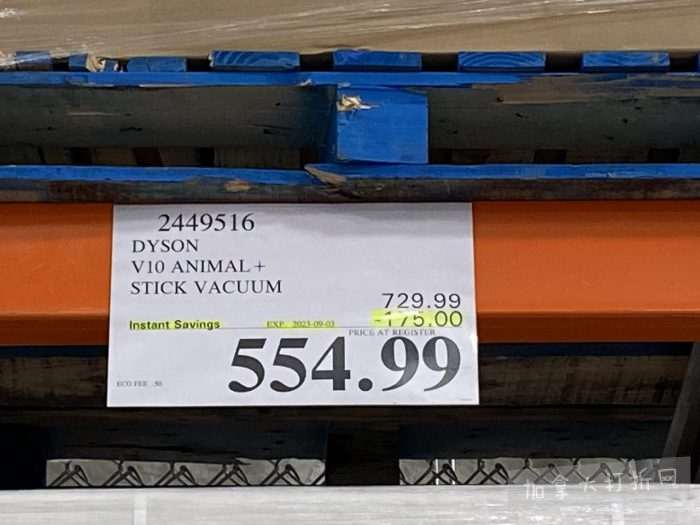 2449516
DYSON
V10 ANIMAL+
STICK VACUUM
729.99
Instant Savings EXP. 2023-09-03 -175.00
PRICE AT REGISTER
554.99
ECO FEE .50
加拿大打折网